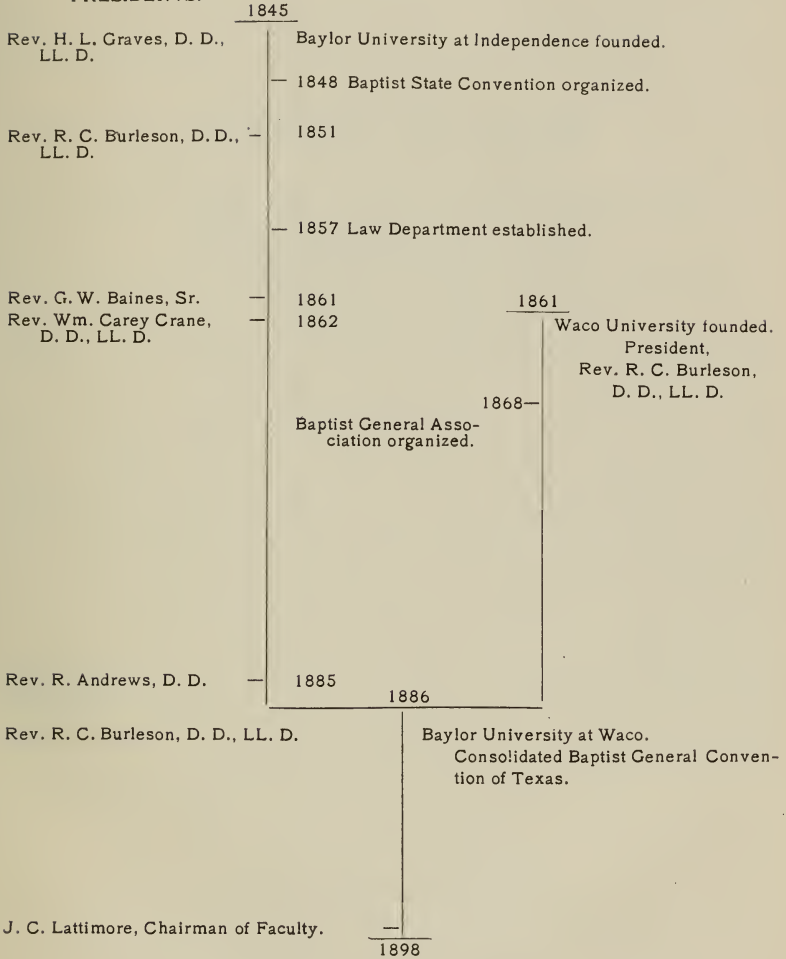 1845
Rev. H. L. Graves, D. D.,
LL. D.
Baylor University at Independence founded.
— 1848 Baptist State Convention organized.
Rev. R. C. Burleson, D. D., —
LL. D.
1851
— 1857 Law Department established.
Rev. G. W. Baines, Sr. —
1861
1861
Rev. Wm. Carey Crane, —
D. D., LL. D.
1862
Waco University founded.
President,
Rev. R. C. Burleson,
D. D., LL. D.
1868—
Baptist General Asso-
ciation organized.
Rev. R. Andrews, D. D. —
1885
1886
Rev. R. C. Burleson, D. D., LL. D.
Baylor University at Waco.
Consolidated Baptist General Conven-
tion of Texas.
J. C. Lattimore, Chairman of Faculty. —
1898